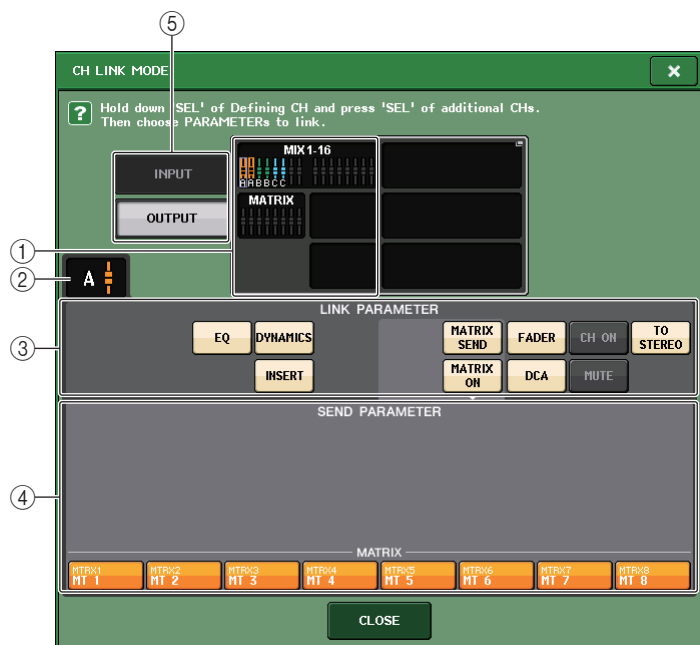 5
CH LINK MODE
?
Hold down 'SEL' of Defining CH and press 'SEL' of additional CHs.
Then choose PARAMETERs to link.
INPUT
OUTPUT
MIX1-16
AABBCC
MATRIX
1
2
A
3
LINK PARAMETER
EQ DYNAMICS MATRIX SEND FADER CH ON TO STEREO
INSERT MATRIX ON DCA MUTE
4
SEND PARAMETER
MATRIX
MTRX1 MTRX2 MTRX3 MTRX4 MTRX5 MTRX6 MTRX7 MTRX8
MT 1 MT 2 MT 3 MT 4 MT 5 MT 6 MT 7 MT 8
CLOSE